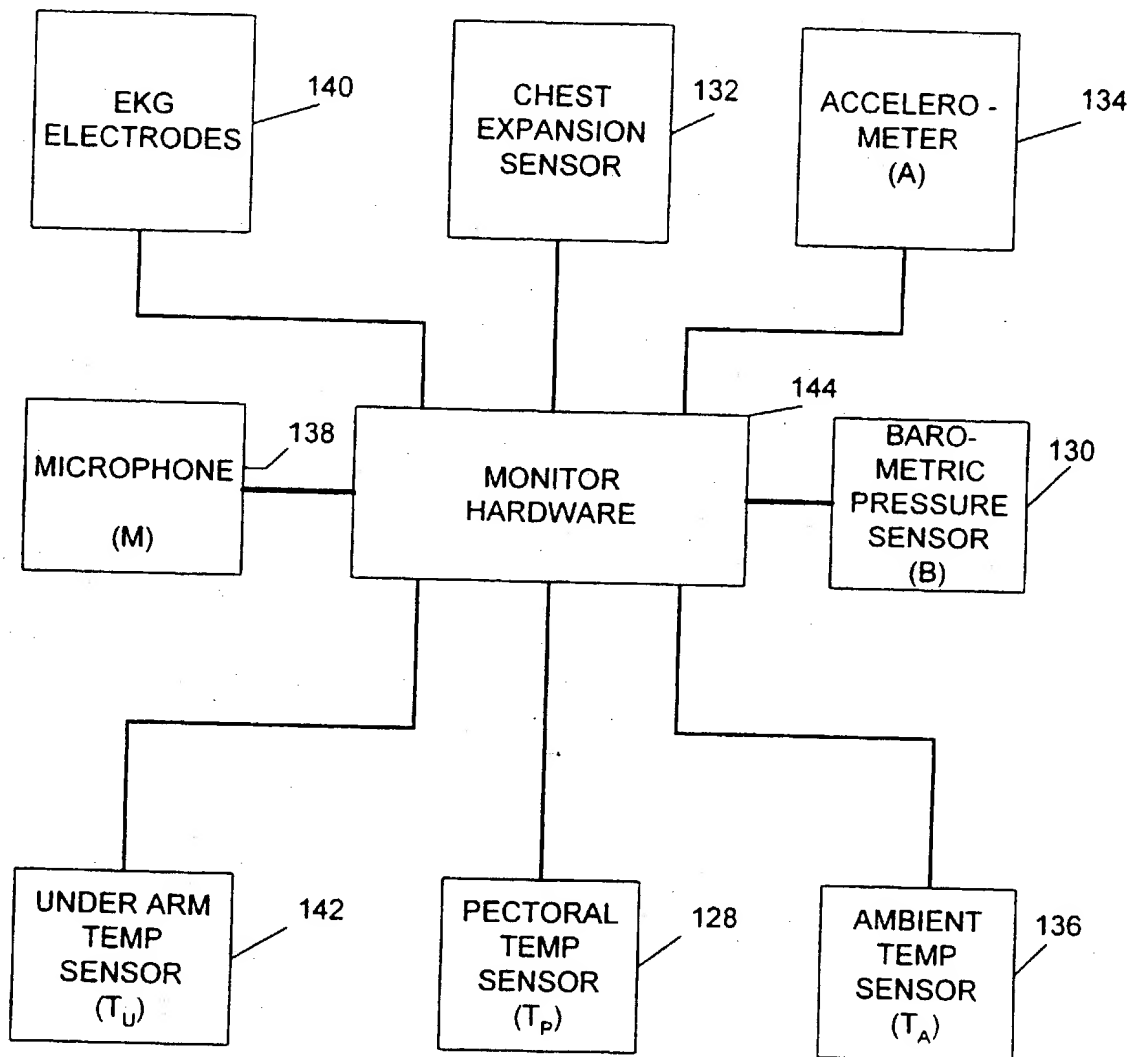 EKG
ELECTRODES
140
CHEST
EXPANSION
SENSOR
132
ACCELERO -
METER
(A)
134
MICROPHONE
(M)
138
MONITOR
HARDWARE
144
BARO-
METRIC
PRESSURE
SENSOR
(B)
130
UNDER ARM
TEMP
SENSOR
(TU)
142
PECTORAL
TEMP
SENSOR
(TP)
128
AMBIENT
TEMP
SENSOR
(TA)
136